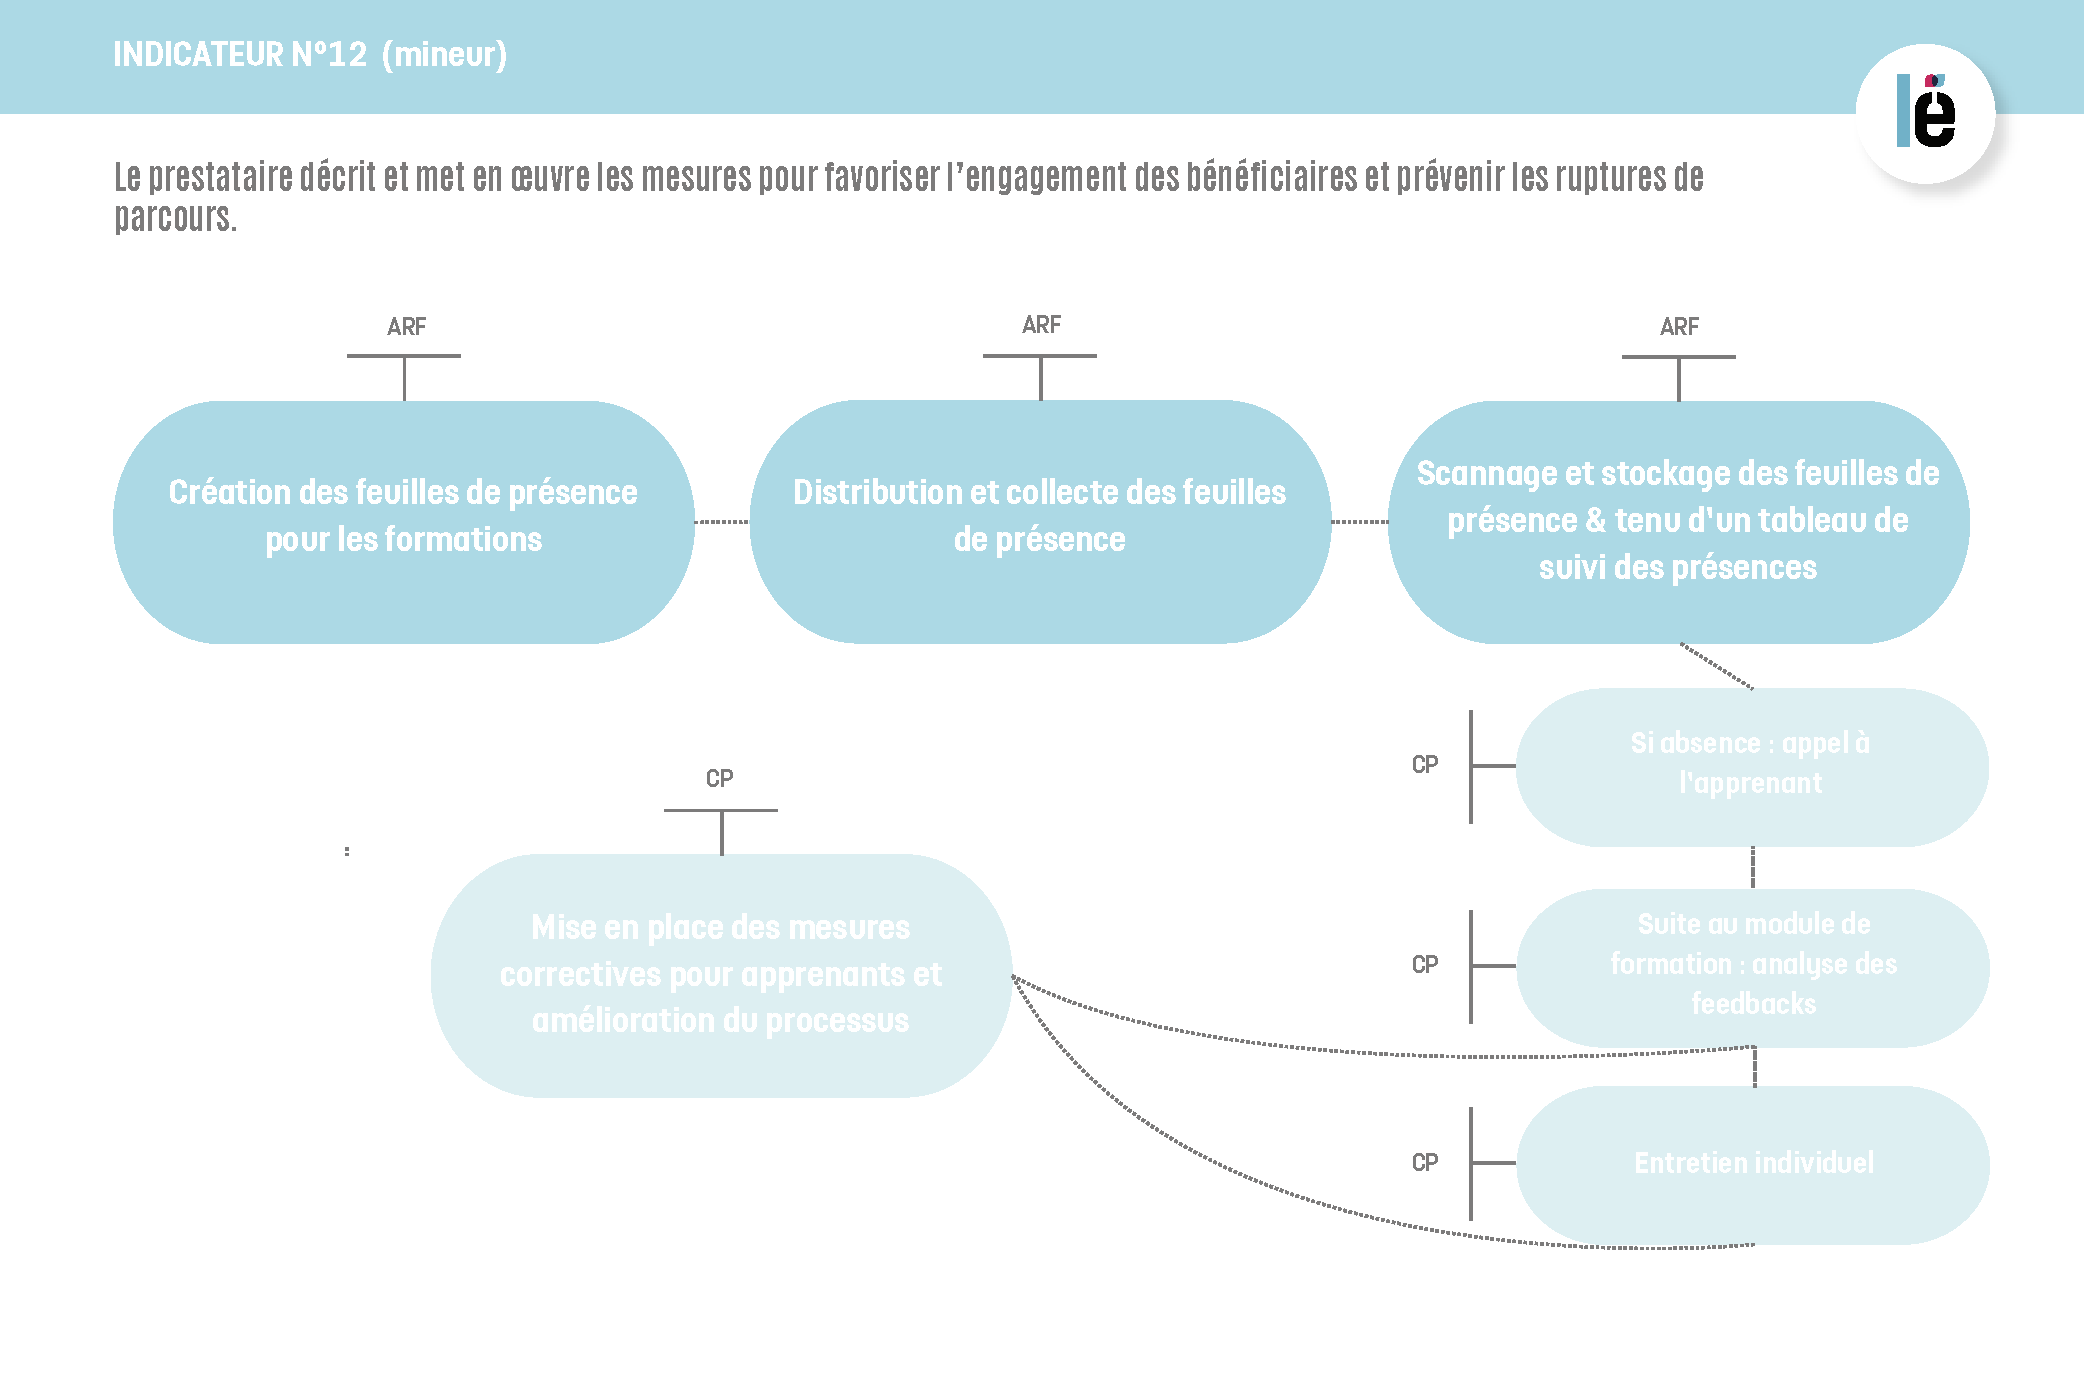 INDICATEUR N°12 (mineur)
lé
Le prestataire décrit et met en œuvre les mesures pour favoriser l’engagement des bénéficiaires et prévenir les ruptures de
parcours.
ARF
ARF
ARF
Création des feuilles de présence
pour les formations
Distribution et collecte des feuilles
de présence
Scannage et stockage des feuilles de
présence & tenu d'un tableau de
suivi des présences
CP
Si absence : appel à
l'apprenant
CP
Suite au module de
formation : analyse des
feedbacks
CP
Entretien individuel
CP
Mise en place des mesures
correctives pour apprenants et
amélioration du processus
: